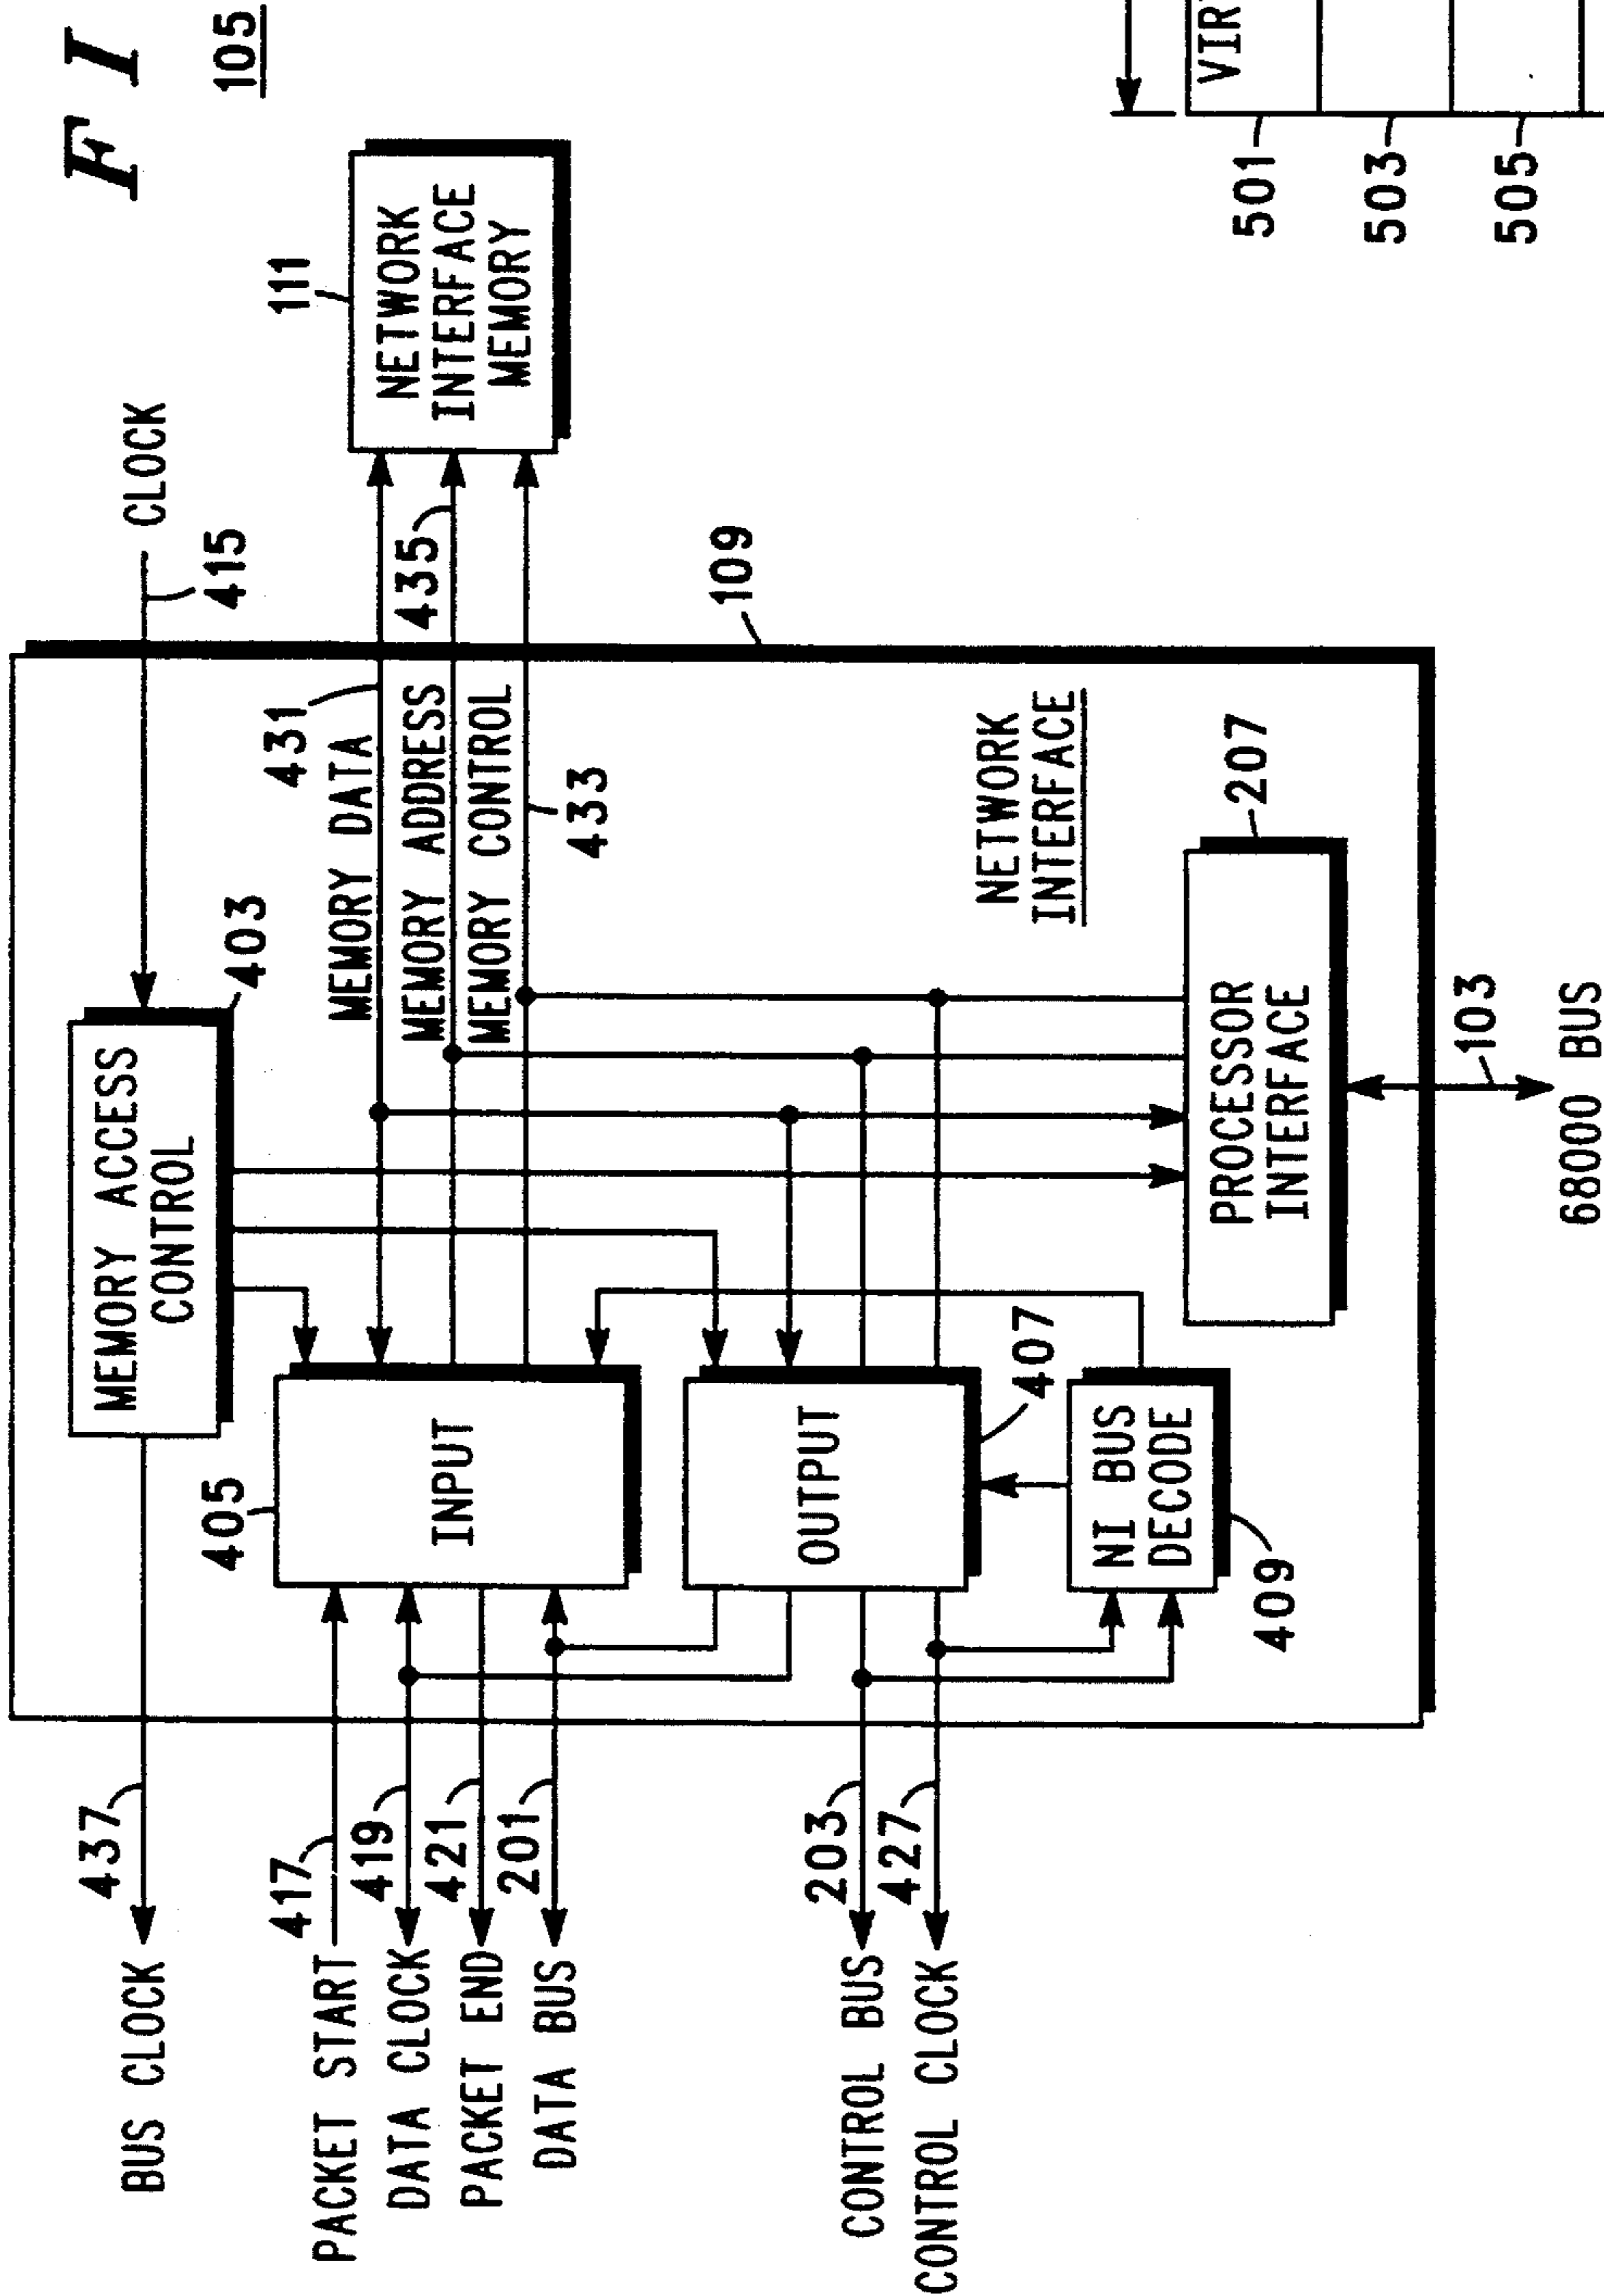 F I
105
BUS CLOCK
437
MEMORY ACCESS
CONTROL
403
415
CLOCK
PACKET START
417
DATA CLOCK
419
PACKET END
421
DATA BUS
201
405
INPUT
431
MEMORY DATA
MEMORY ADDRESS
MEMORY CONTROL
433
435
111
NETWORK
INTERFACE
MEMORY
109
CONTROL BUS
203
CONTROL CLOCK
427
OUTPUT
407
NI BUS
DECODE
409
NETWORK
INTERFACE
207
PROCESSOR
INTERFACE
103
68000 BUS
501
VIR
503
505